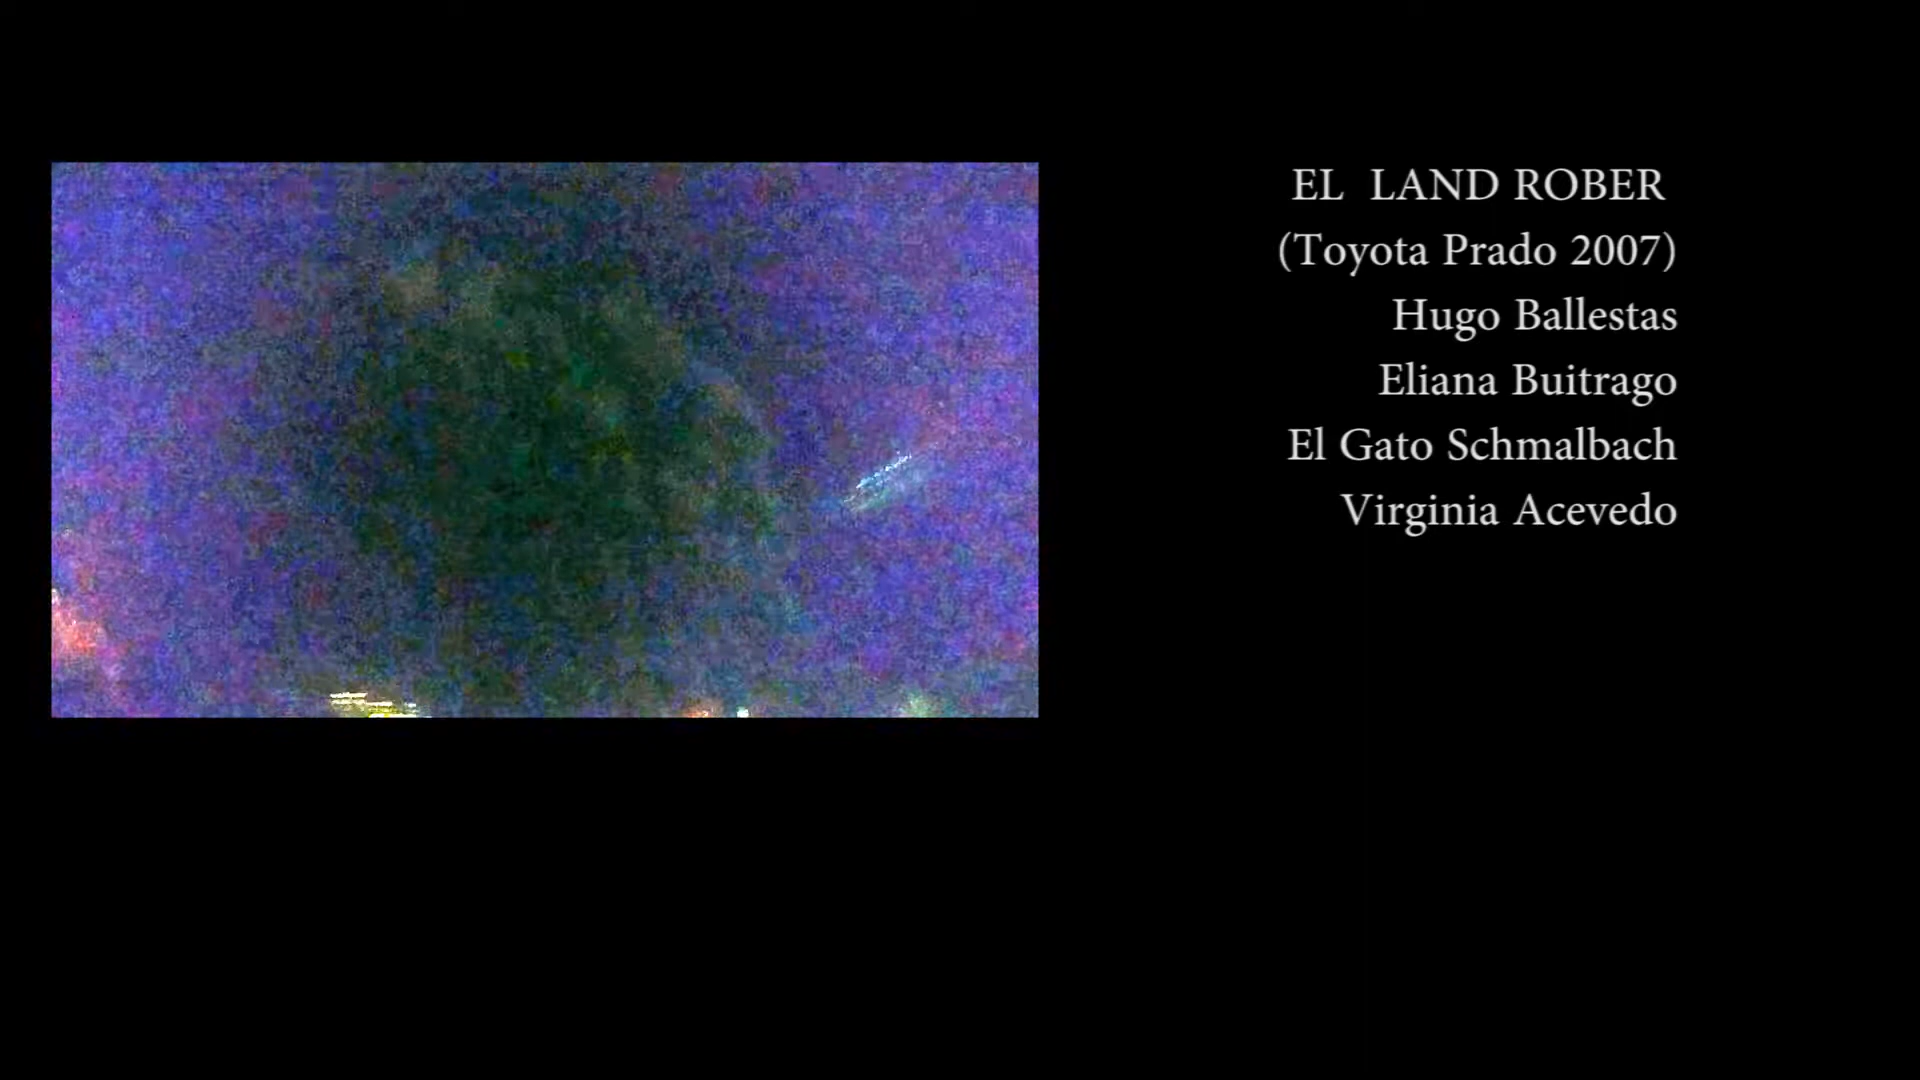 EL  LAND ROBER
(Toyota Prado 2007)
Hugo Ballestas
Eliana Buitrago
El Gato Schmalbach
Virginia Acevedo